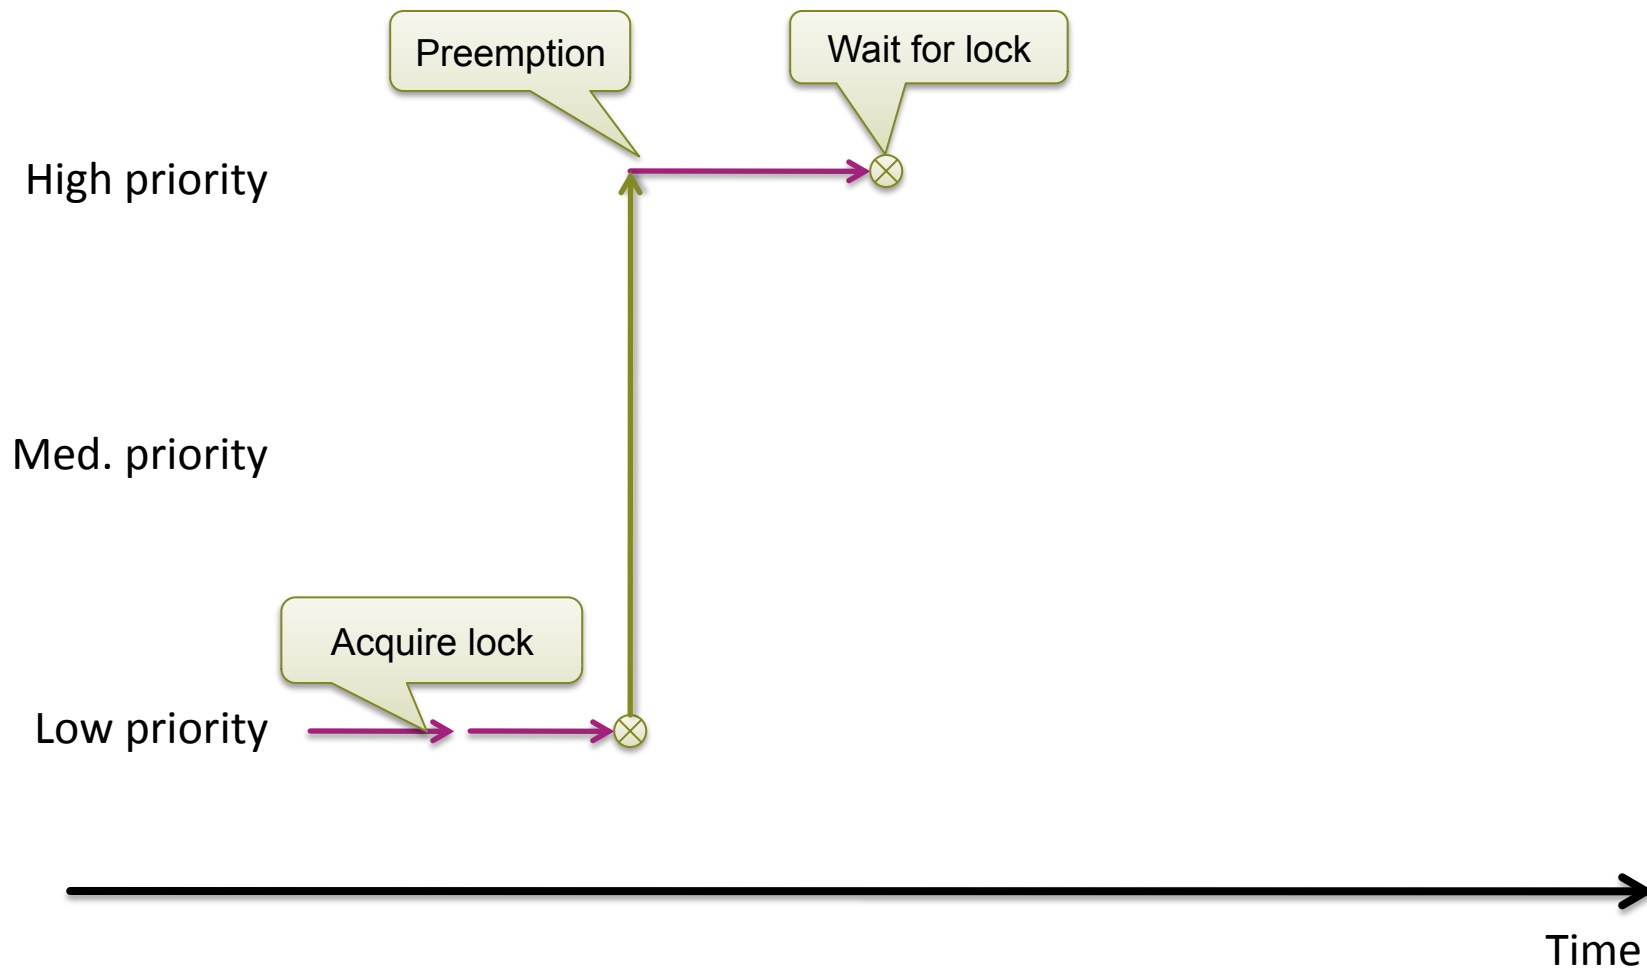 Preemption
Wait for lock
High priority
Med. priority
Acquire lock
Low priority
Time